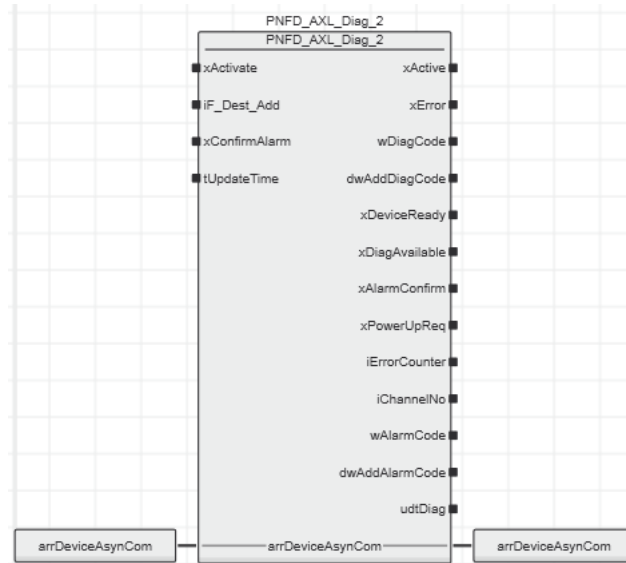 PNFD_AXL_Diag_2
PNFD_AXL_Diag_2
xActivate xActive
iF_Dest_Add xError
xConfirmAlarm wDiagCode
tUpdateTime dwAddDiagCode
xDeviceReady
xDiagAvailable
xAlarmConfirm
xPowerUpReq
iErrorCounter
iChannelNo
wAlarmCode
dwAddAlarmCode
udtDiag
arrDeviceAsynCom arrDeviceAsynCom arrDeviceAsynCom